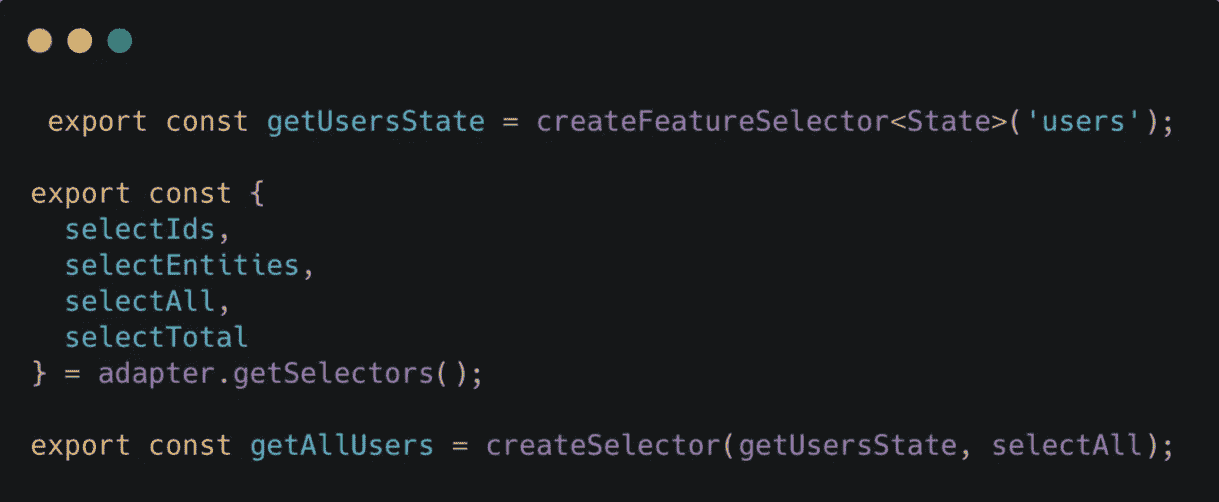 export const getUsersState = createFeatureSelector<State>('users');
export const {
selectIds,
selectEntities,
selectAll,
selectTotal
} = adapter.getSelectors();
export const getAllUsers = createSelector(getUsersState, selectAll);